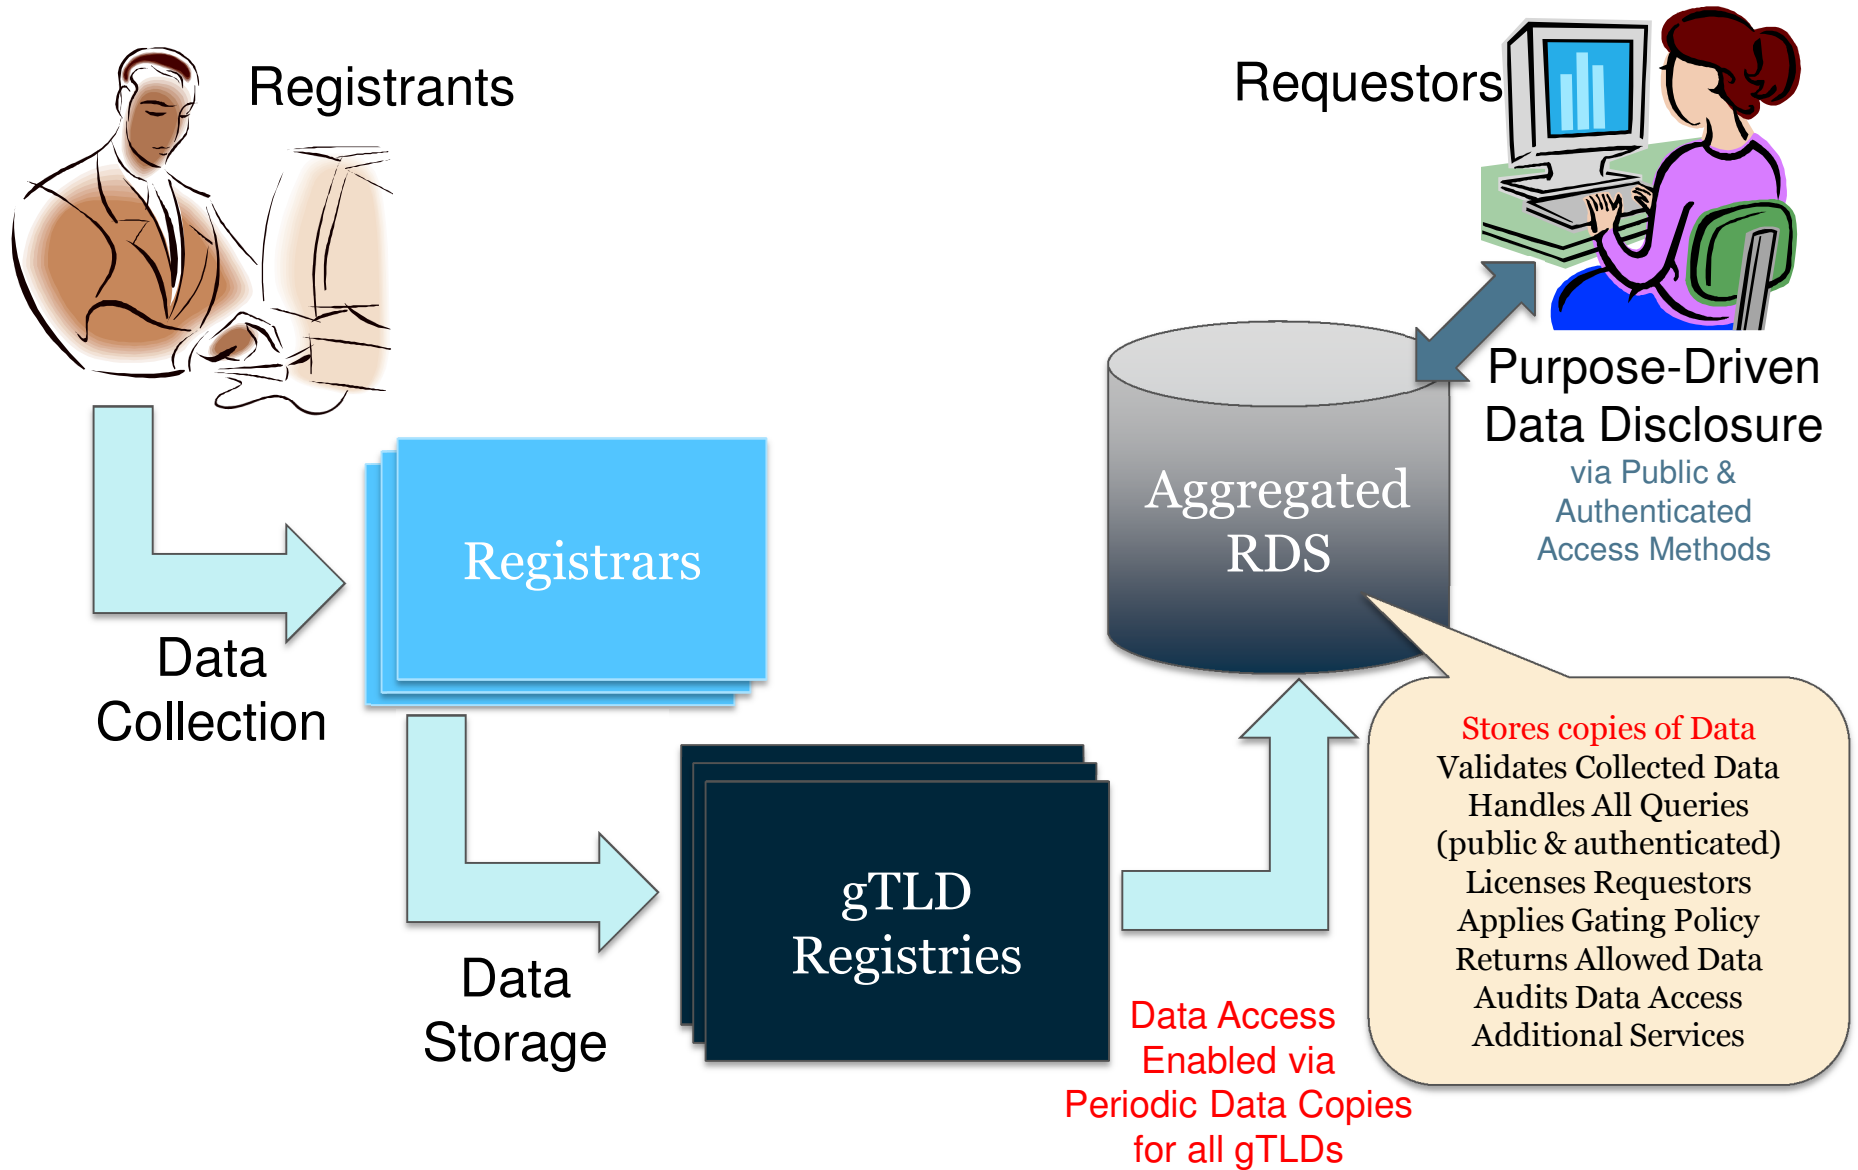 Registrants
Requestors
Purpose-Driven
Data Disclosure
via Public &
Authenticated
Access Methods
Aggregated
RDS
Registrars
Data
Collection
Stores copies of Data
Validates Collected Data
Handles All Queries
(public & authenticated)
Licenses Requestors
Applies Gating Policy
Returns Allowed Data
Audits Data Access
Additional Services
gTLD
Registries
Data
Storage
Data Access
Enabled via
Periodic Data Copies
for all gTLDs